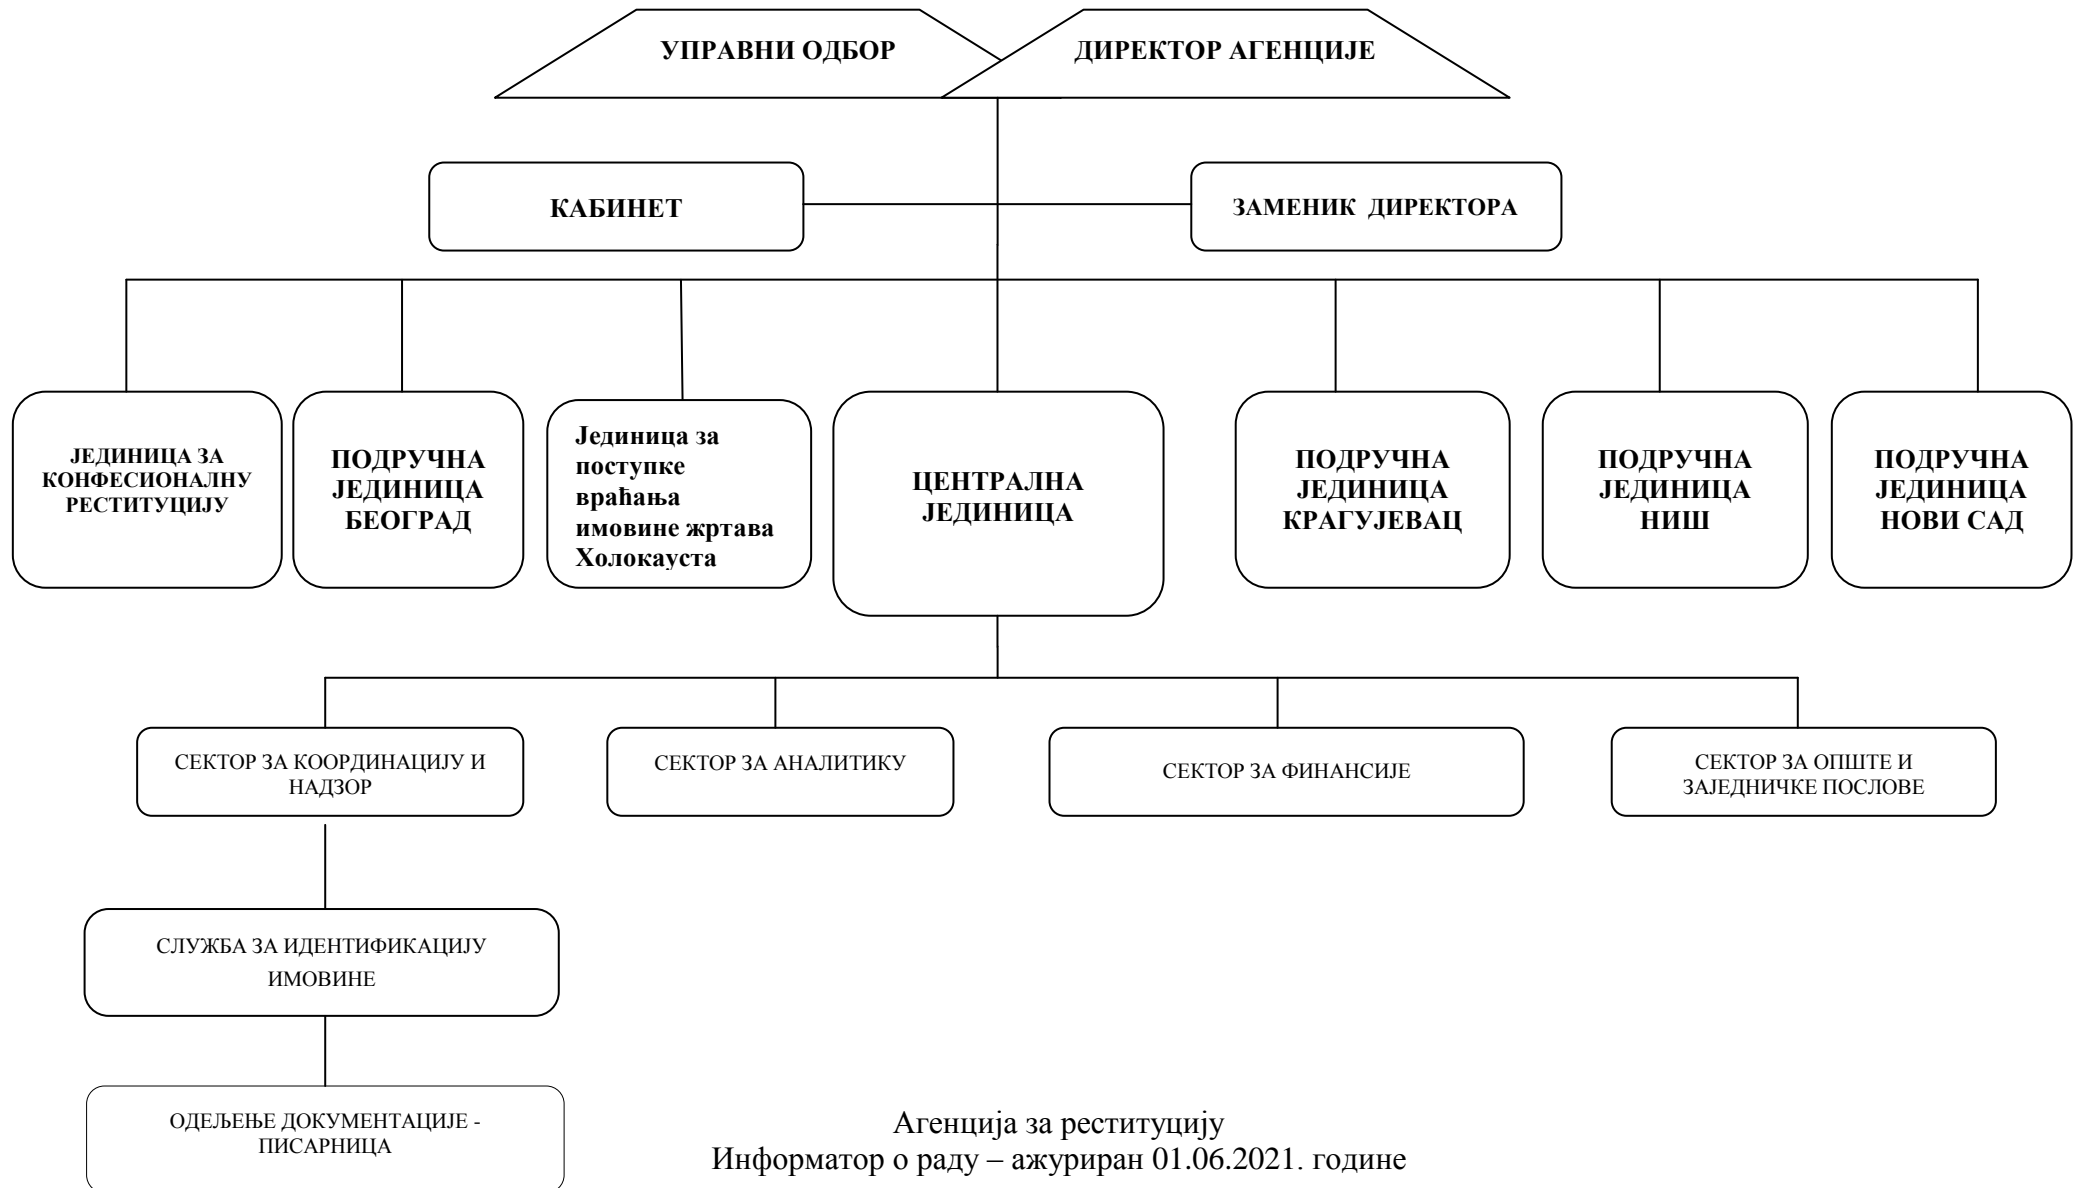 УПРАВНИ ОДБОР
ДИРЕКТОР АГЕНЦИЈЕ
КАБИНЕТ
ЗАМЕНИК ДИРЕКТОРА
ЈЕДИНИЦА ЗА
КОНФЕСИОНАЛНУ
РЕСТИТУЦИЈУ
ПОДРУЧНА
ЈЕДИНИЦА
БЕОГРАД
Јединица за
поступке
враћања
имовине жртава
Холокауста
ЦЕНТРАЛНА
ЈЕДИНИЦА
ПОДРУЧНА
ЈЕДИНИЦА
КРАГУЈЕВАЦ
ПОДРУЧНА
ЈЕДИНИЦА
НИШ
ПОДРУЧНА
ЈЕДИНИЦА
НОВИ САД
СЕКТОР ЗА КООРДИНАЦИЈУ И
НАДЗОР
СЕКТОР ЗА АНАЛИТИКУ
СЕКТОР ЗА ФИНАНСИЈЕ
СЕКТОР ЗА ОПШТЕ И
ЗАЈЕДНИЧКЕ ПОСЛОВЕ
СЛУЖБА ЗА ИДЕНТИФИКАЦИЈУ
ИМОВИНЕ
ОДЕЉЕЊЕ ДОКУМЕНТАЦИЈЕ -
ПИСАРНИЦА
Агенција за реституцију
Информатор о раду – ажуриран 01.06.2021. године